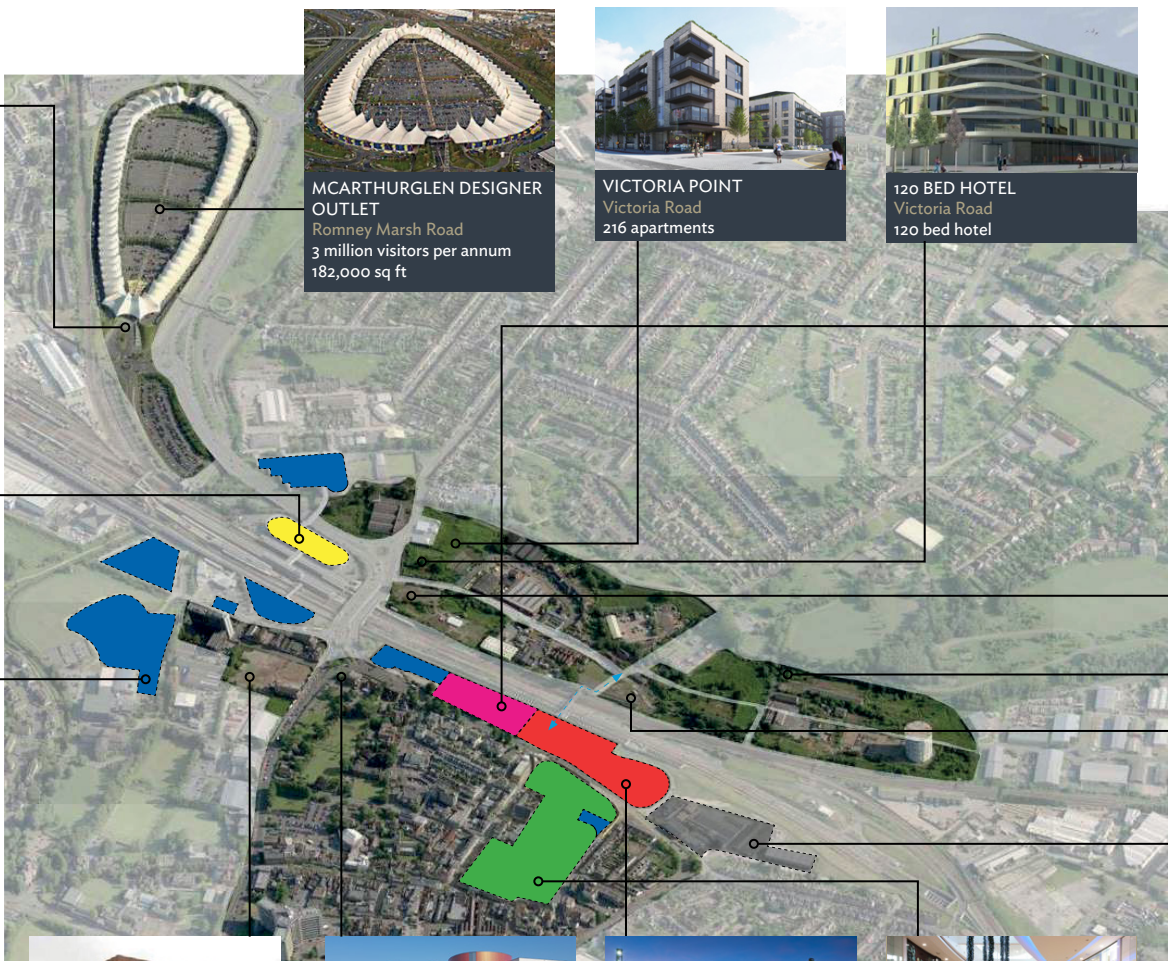 MCARTHURGLEN DESIGNER
OUTLET
Romney Marsh Road
3 million visitors per annum
182,000 sq ft
VICTORIA POINT
Victoria Road
216 apartments
120 BED HOTEL
Victoria Road
120 bed hotel